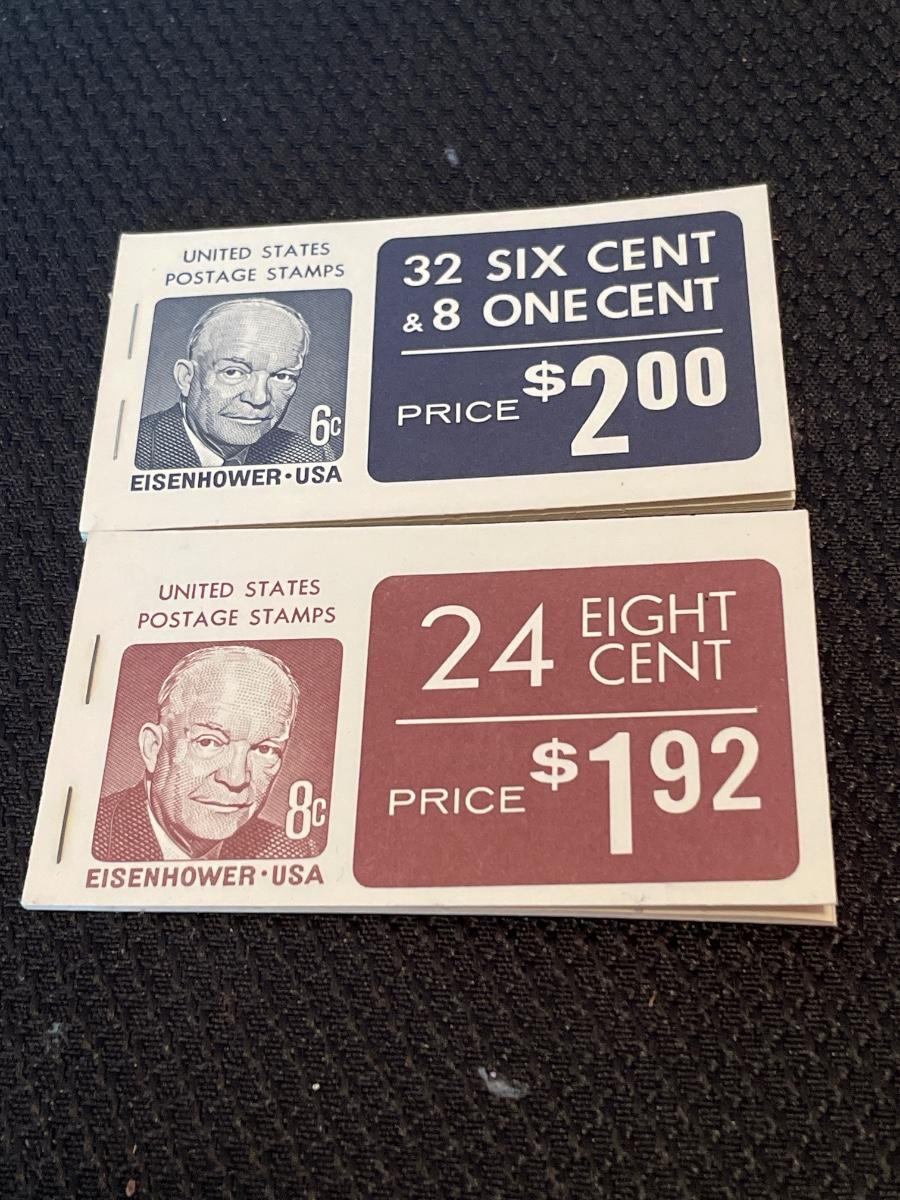 UNITED STATES
POSTAGE STAMPS
6c
EISENHOWER·USA
32 SIX CENT
& 8 ONE CENT
PRICE $2.00
UNITED STATES
POSTAGE STAMPS
8c
EISENHOWER·USA
24 EIGHT
CENT
PRICE $1.92